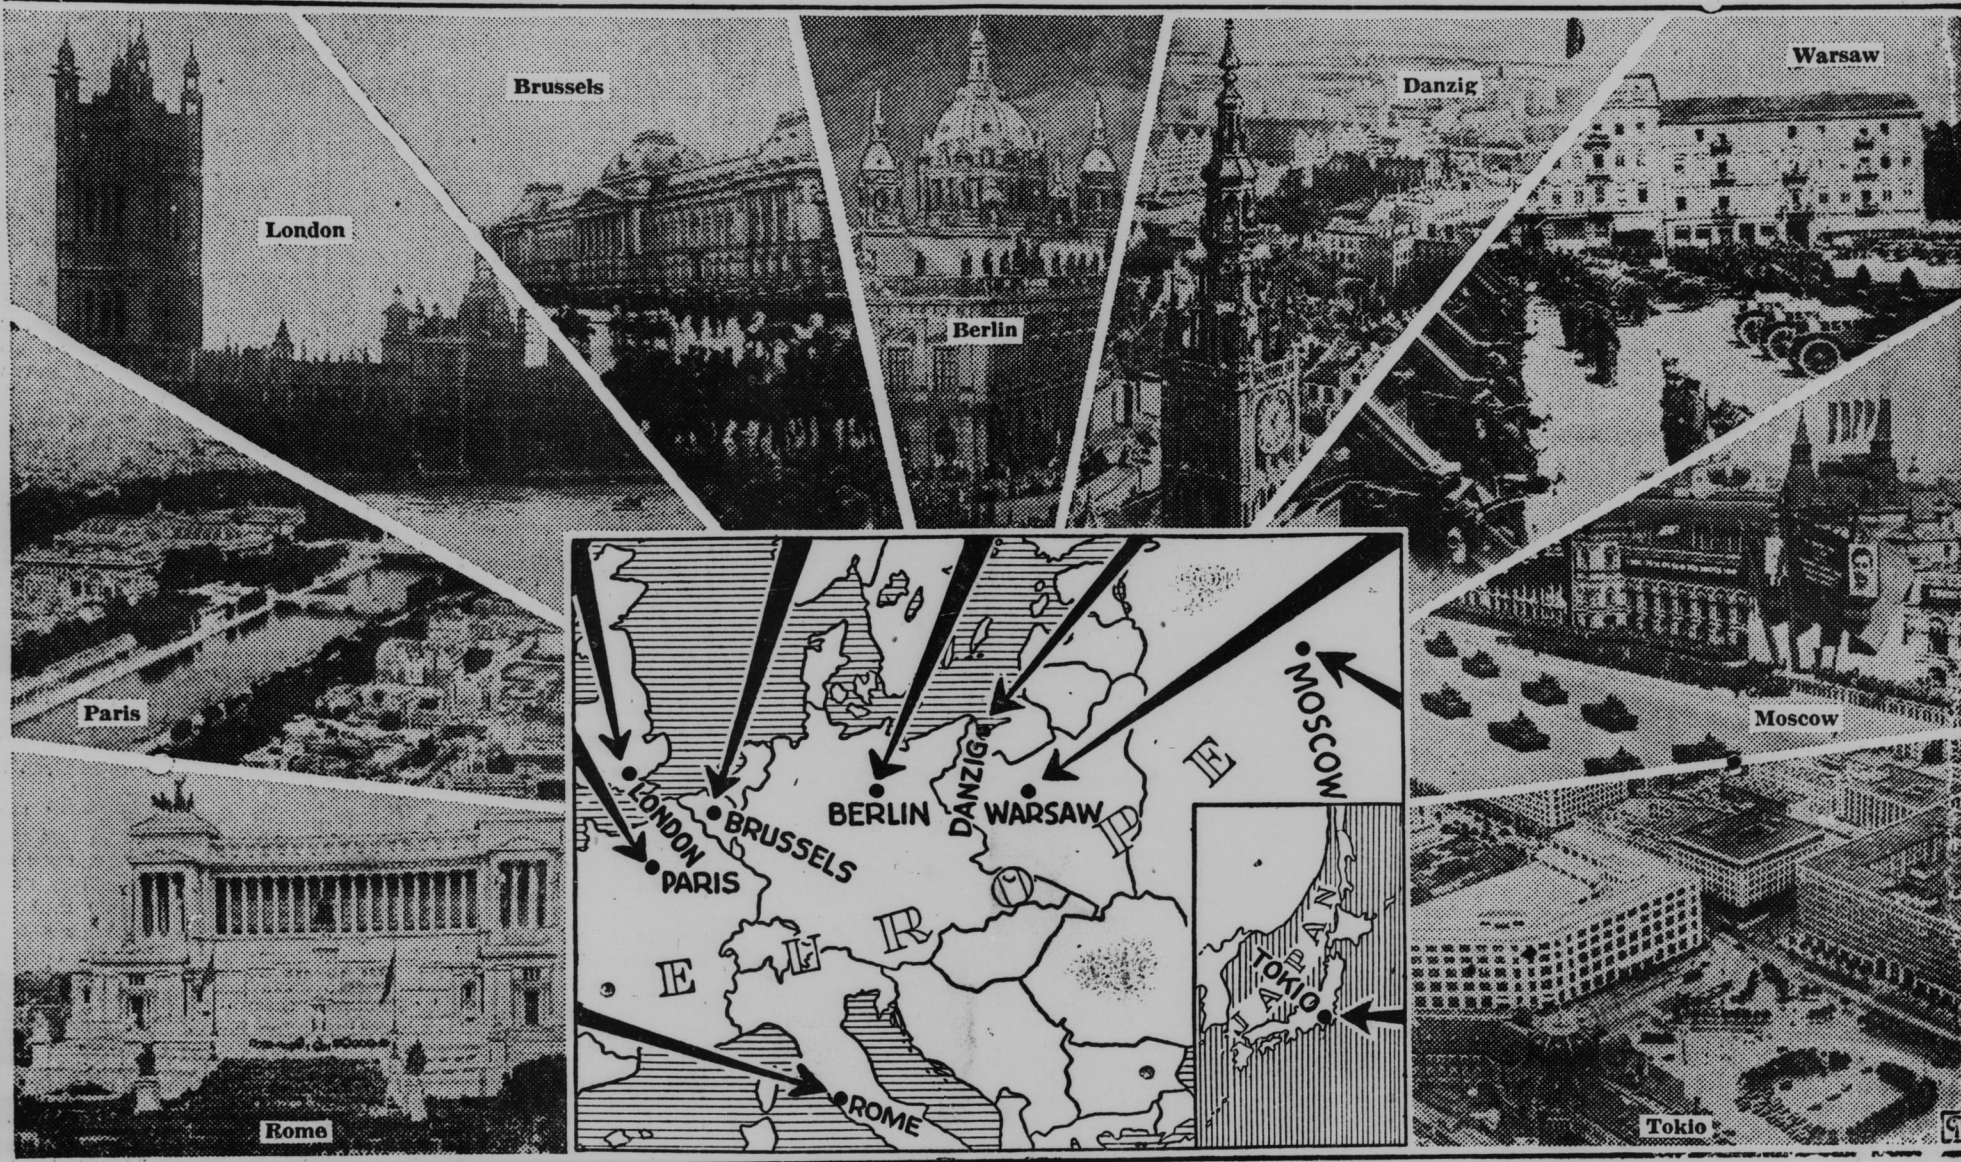 Warsaw
Brussels
Danzig
London
Berlin
Paris
Moscow
Rome
Tokio
MOSCOW
LONDON
BRUSSELS
BERLIN
DANZIG
WARSAW
PARIS
EUROPE
JAPAN
TOKIO
ROME